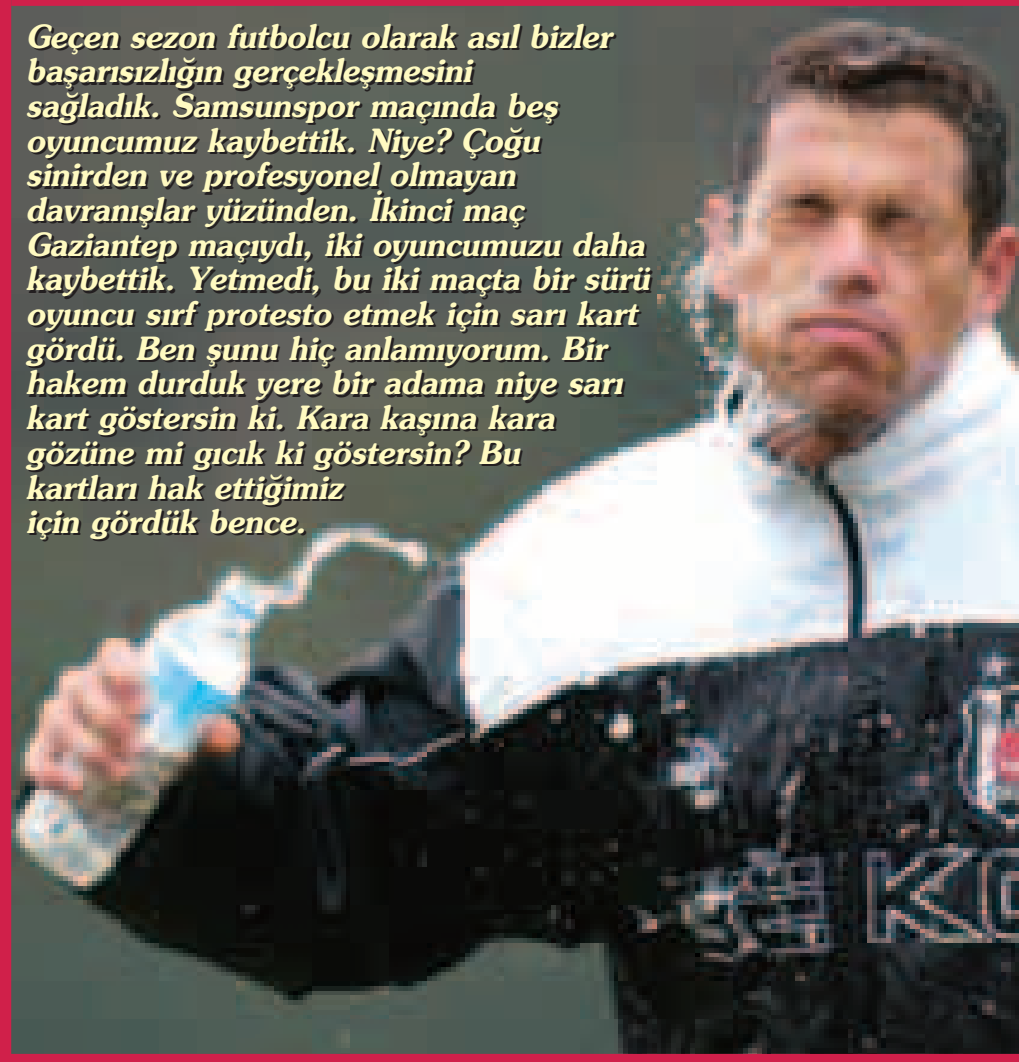 Geçen sezon futbolcu olarak asıl bizler
başarısızlığın gerçekleşmesini
sağladık. Samsunspor maçında beş
oyuncumuz kaybettik. Niye? Çoğu
sinirden ve profesyonel olmayan
davranışlar yüzünden. İkinci maç
Gaziantep maçıydı, iki oyuncumuzu daha
kaybettik. Yetmedi, bu iki maçta bir sürü
oyuncu sırf protesto etmek için sarı kart
gördü. Ben şunu hiç anlamıyorum. Bir
hakem durduk yere bir adama niye sarı
kart göstersin ki. Kara kaşına kara
gözüne mi gıcık ki göstersin? Bu
kartları hak ettiğimiz
için gördük bence.